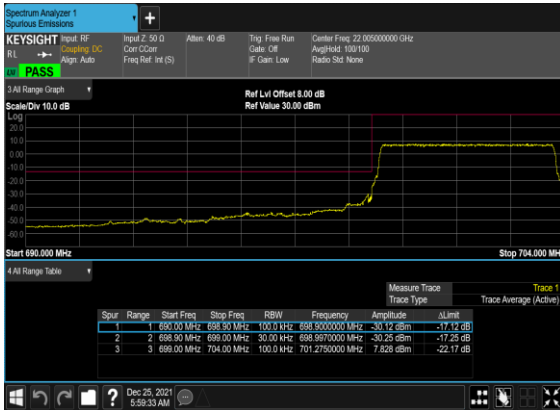 Spectrum Analyzer 1
Spurious Emissions
+
KEYSIGHT Input: RF Input Z: 50 Ω Atten: 40 dB Trig: Free Run Center Freq: 22.005000000 GHz
RL Coupling: DC Corr CCorr Gate: Off Avg|Hold: 100/100
Align: Auto Freq Ref: Int (S) IF Gain: Low Radio Std: None
PASS
3 All Range Graph
Ref Lvl Offset 8.00 dB
Scale/Div 10.0 dB Ref Value 30.00 dBm
Log
20.0
10.0
0.00
-10.0
-20.0
-30.0
-40.0
-50.0
-60.0
Start 690.000 MHz Stop 704.000 MH
4 All Range Table
Measure Trace Trace 1
Trace Type Trace Average (Active)
Spur Range Start Freq Stop Freq RBW Frequency Amplitude ΔLimit
1 1 690.00 MHz 698.90 MHz 100.0 kHz 698.9000000 MHz -30.12 dBm -17.12 dB
2 2 698.90 MHz 699.00 MHz 30.00 kHz 698.9970000 MHz -30.25 dBm -17.25 dB
3 3 699.00 MHz 704.00 MHz 100.0 kHz 701.2750000 MHz 7.828 dBm -22.17 dB
?
Dec 25, 2021
5:59:33 AM